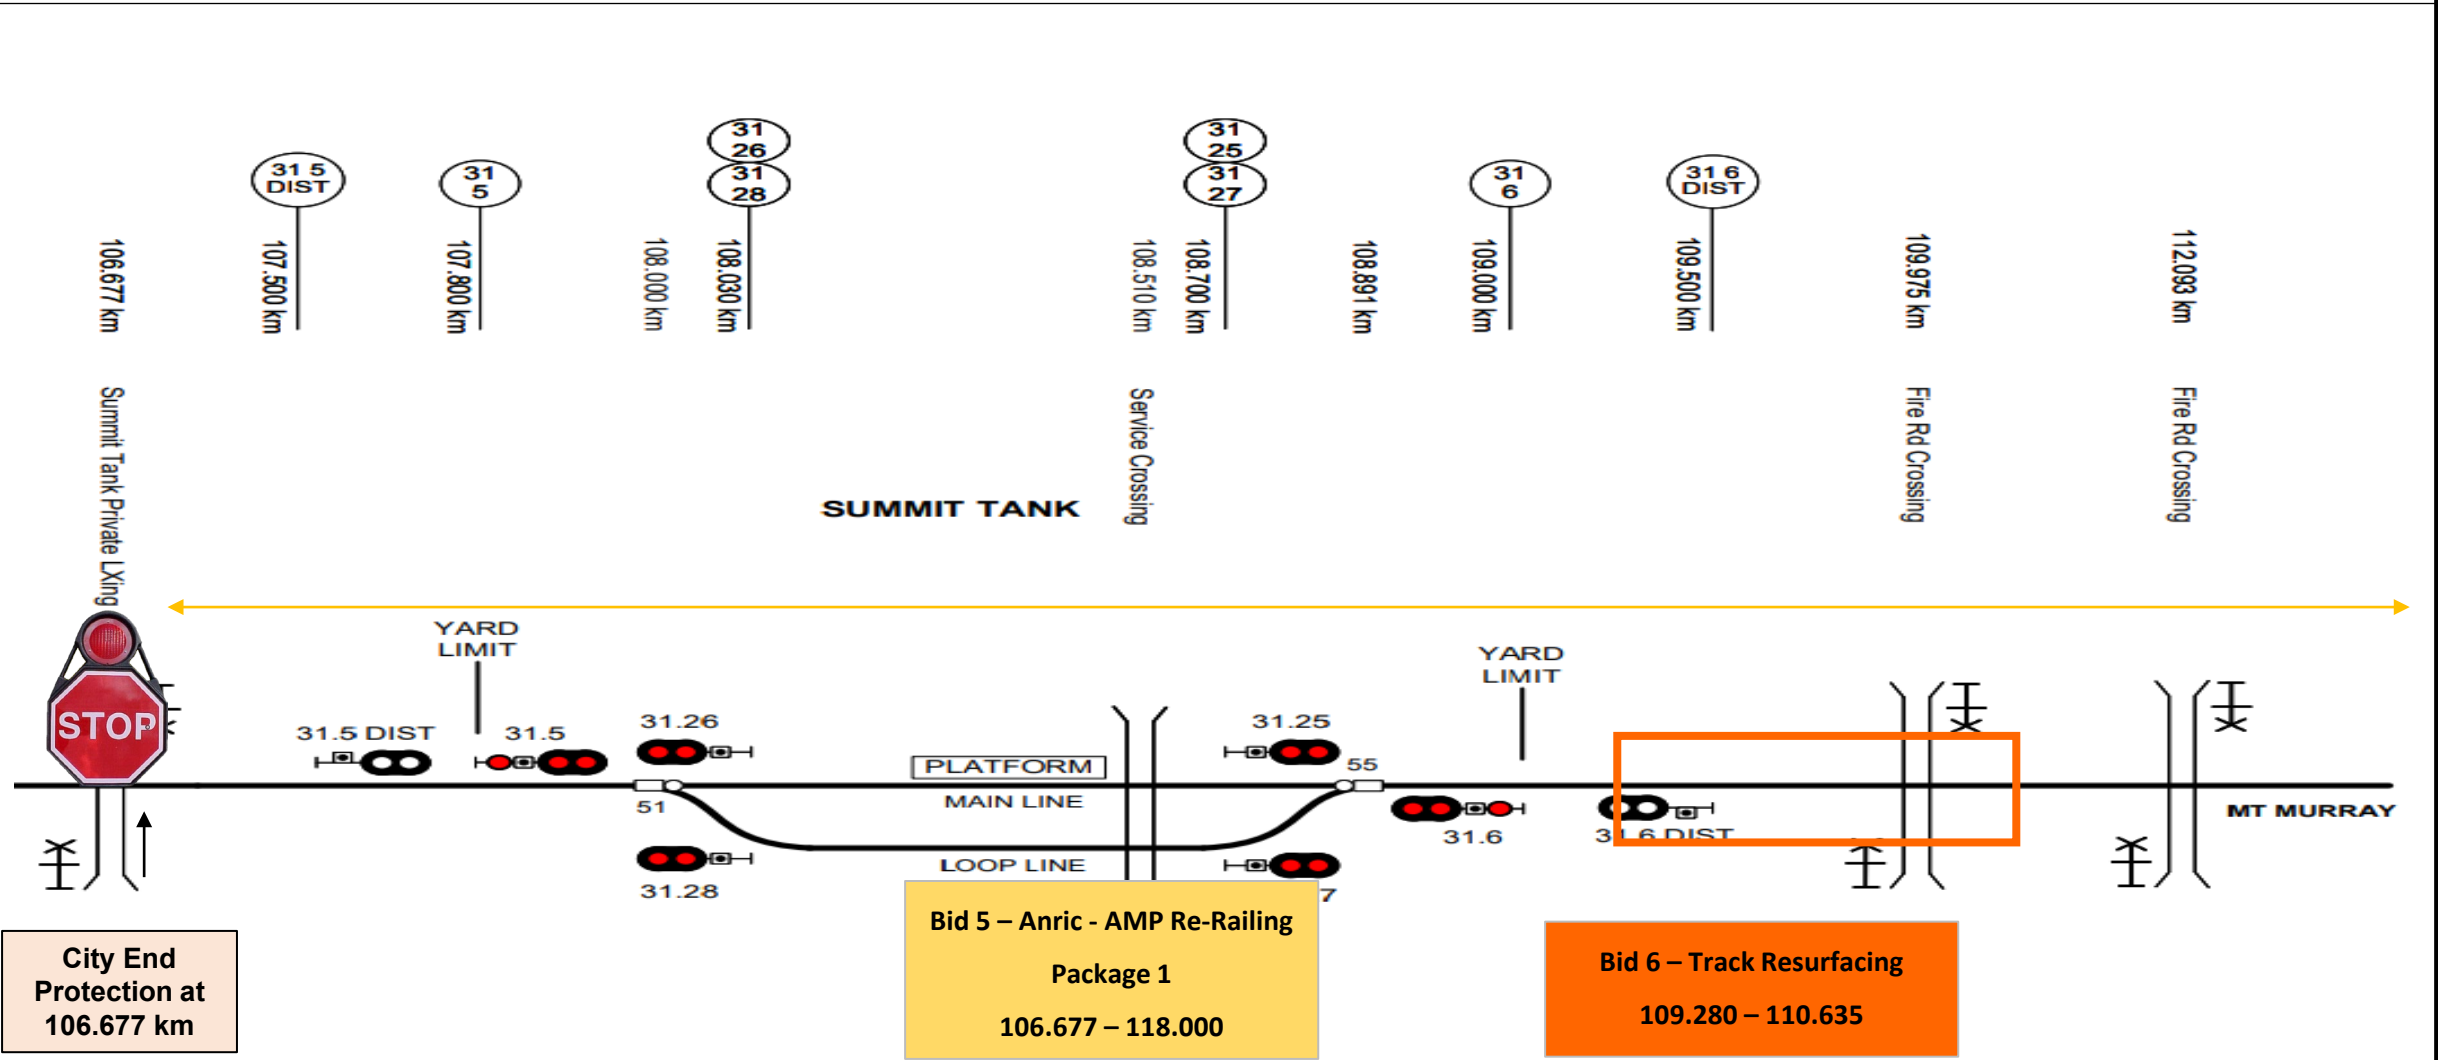 31
26
31
28
31
25
31
27
31 5
DIST
31
5
31
6
31 6
DIST
106.677 km
107.500 km
107.800 km
108.000 km
108.030 km
108.510 km
108.700 km
108.891 km
109.000 km
109.500 km
109.975 km
112.093 km
Summit Tank Private LXing
Service Crossing
Fire Rd Crossing
Fire Rd Crossing
SUMMIT TANK
YARD
LIMIT
YARD
LIMIT
STOP
31.5 DIST
31.5
31.26
31.25
PLATFORM
55
51
MAIN LINE
MT MURRAY
31.6
31.6 DIST
LOOP LINE
31.28
7
City End
Protection at
106.677 km
Bid 5 – Anric - AMP Re-Railing
Package 1
106.677 – 118.000
Bid 6 – Track Resurfacing
109.280 – 110.635